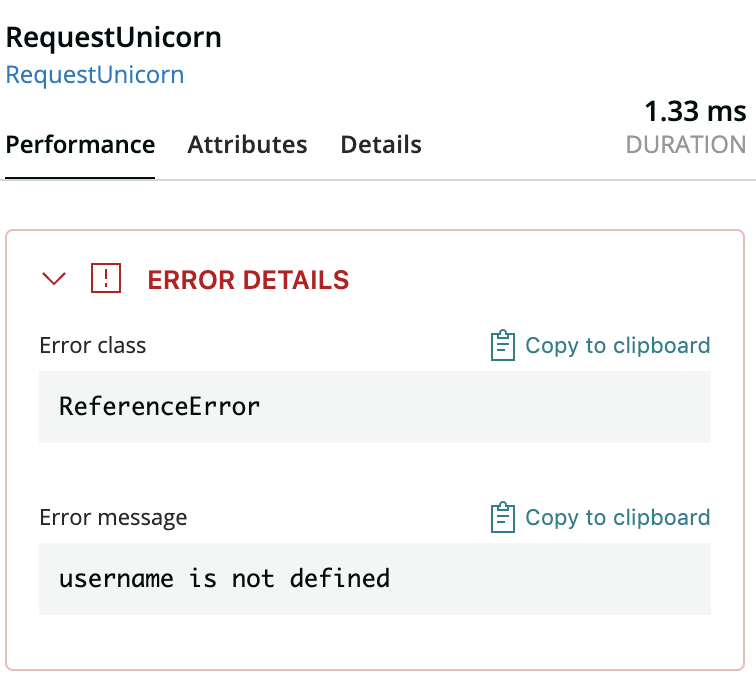 RequestUnicorn
RequestUnicorn
1.33 ms
Performance Attributes Details DURATION
ERROR DETAILS
Error class Copy to clipboard
ReferenceError
Error message Copy to clipboard
username is not defined